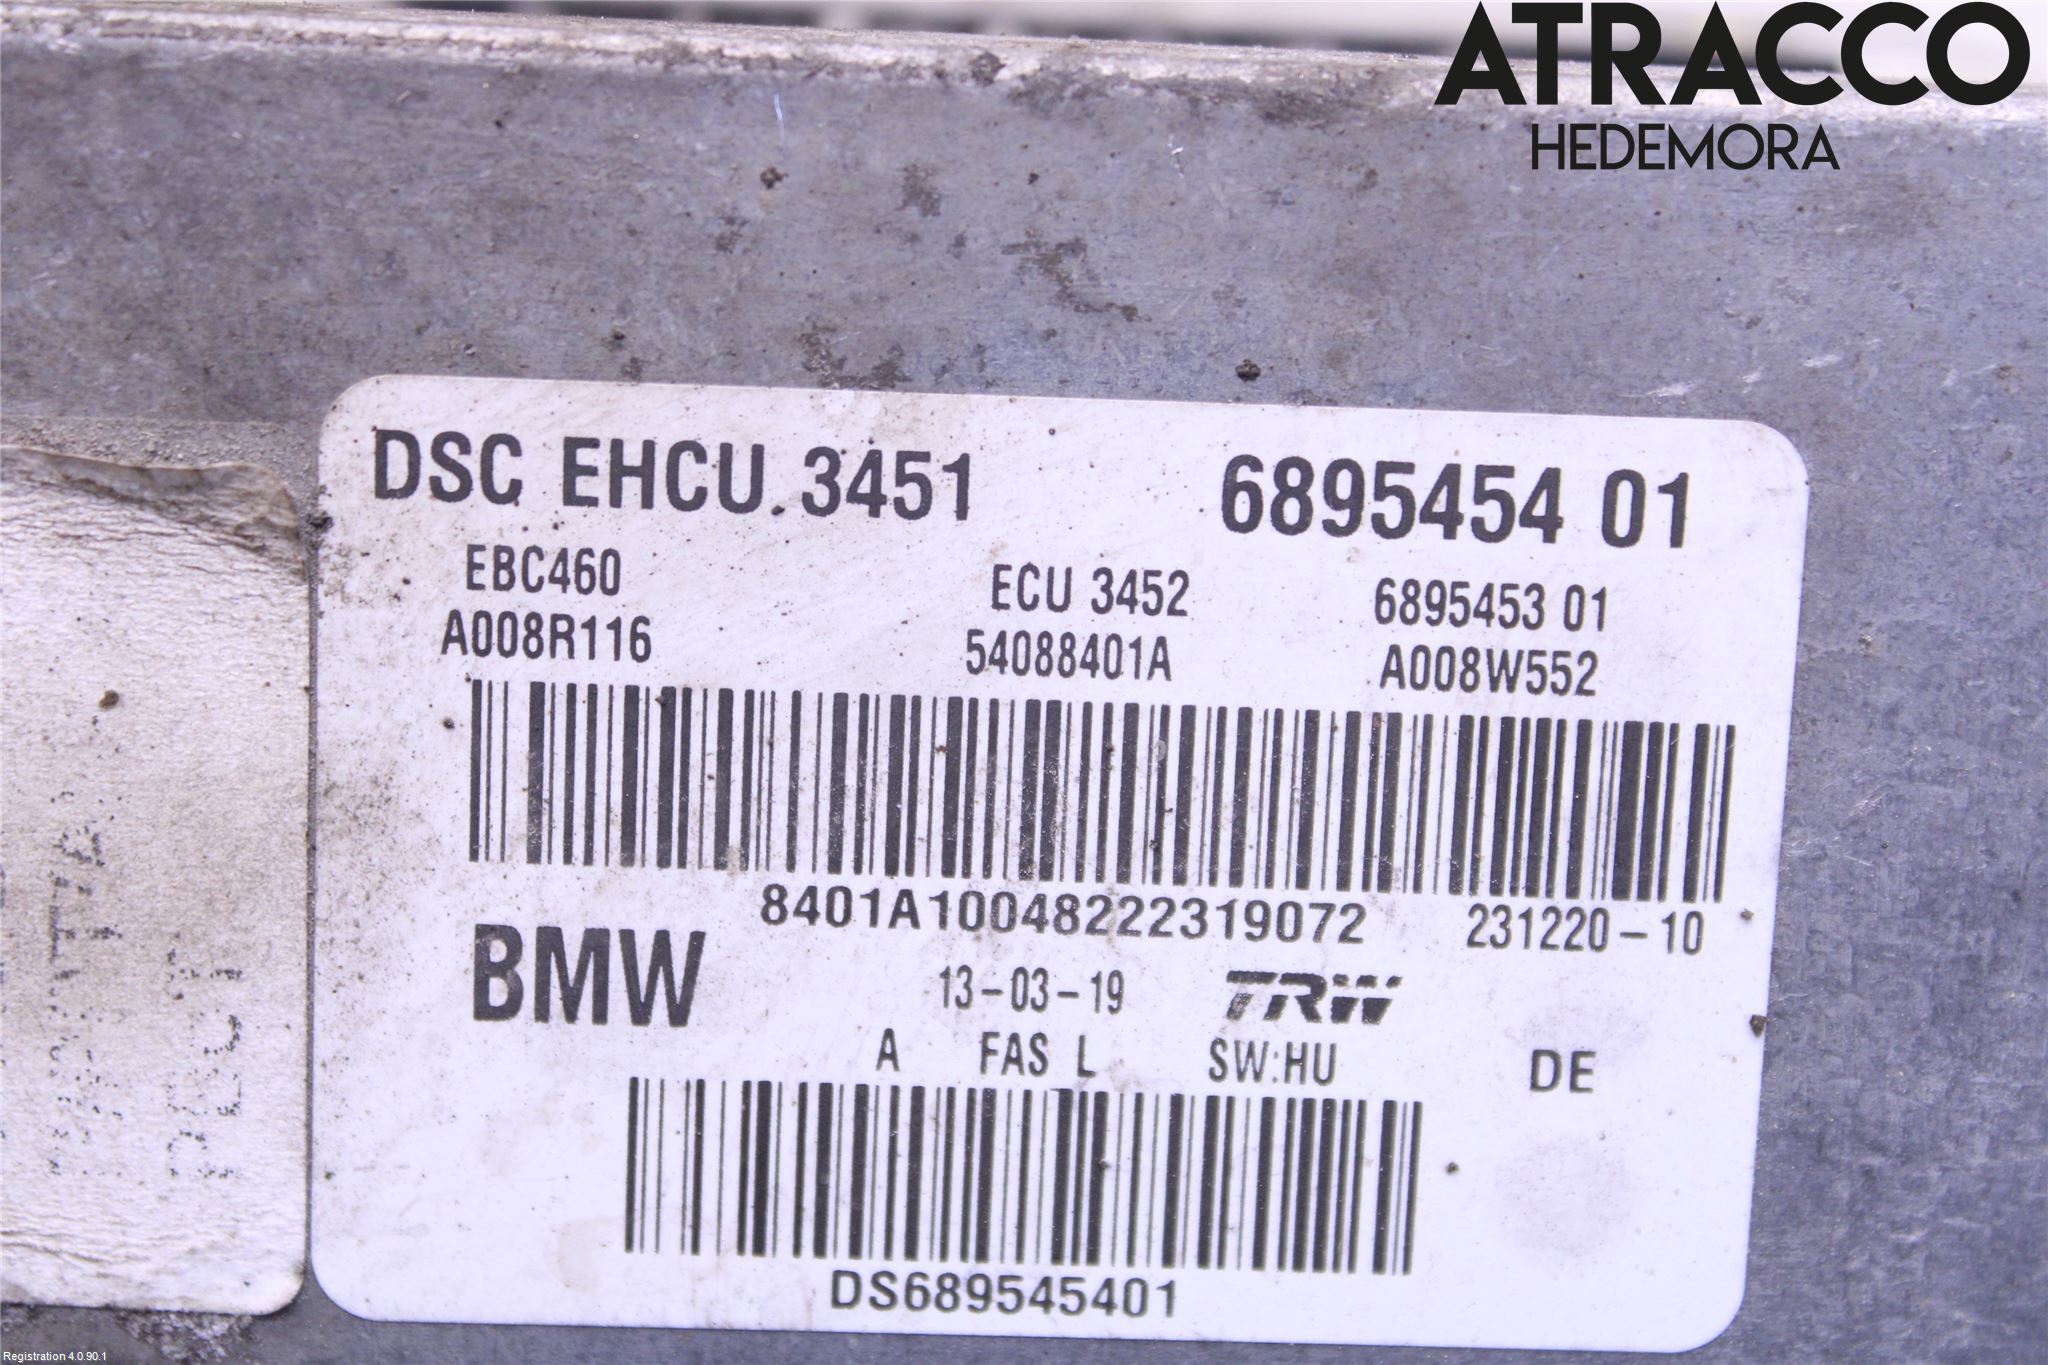 ATRACCO
HEDEMORA
DSC EHCU 3451 6895454 01
EBC460 ECU 3452 6895453 01
A008R116 54088401A A008W552
8401A10048222319072 231220-10
BMW 13-03-19 TRW
A FAS L SW:HU DE
DS689545401
Registration 4.0.90.1